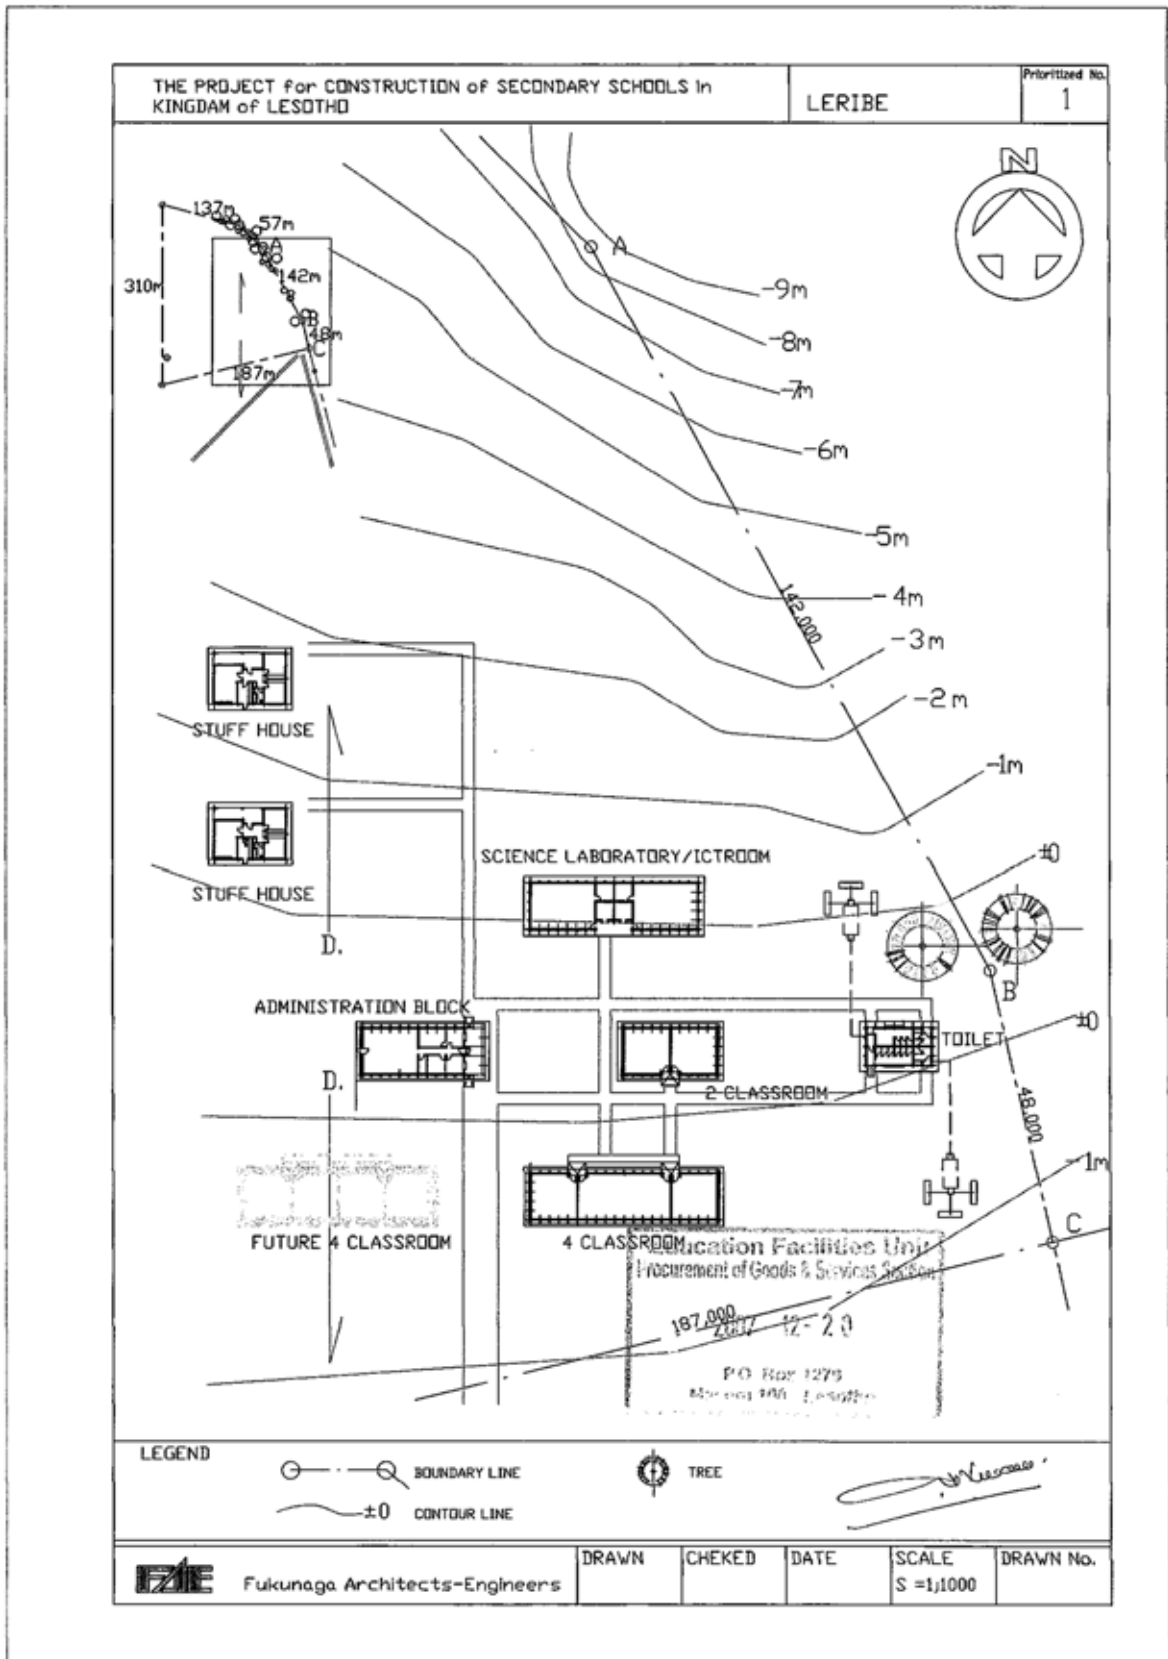 THE PROJECT for CONSTRUCTION of SECONDARY SCHOOLS in
KINGDAM of LESOTHO
LERIBE
Prioritized No.
1
N
137m
57m
A
310m
142m
B
48m
C
187m
A
-9m
-8m
-7m
-6m
-5m
-4m
142,000
-3m
-2m
-1m
±0
STUFF HOUSE
STUFF HOUSE
SCIENCE LABORATORY/ICTROOM
D.
B
ADMINISTRATION BLOCK
±0
TOILET
D.
2 CLASSROOM
48,000
-1m
C
FUTURE 4 CLASSROOM
4 CLASSROOM
Education Facilities Unit
Procurement of Goods & Services Section
187,000
2007 -12- 20
P.O. Box 1279
Lesotho
LEGEND
BOUNDARY LINE
TREE
±0 CONTOUR LINE
Fukunaga Architects-Engineers
DRAWN
CHEKED
DATE
SCALE
S =1;1000
DRAWN No.